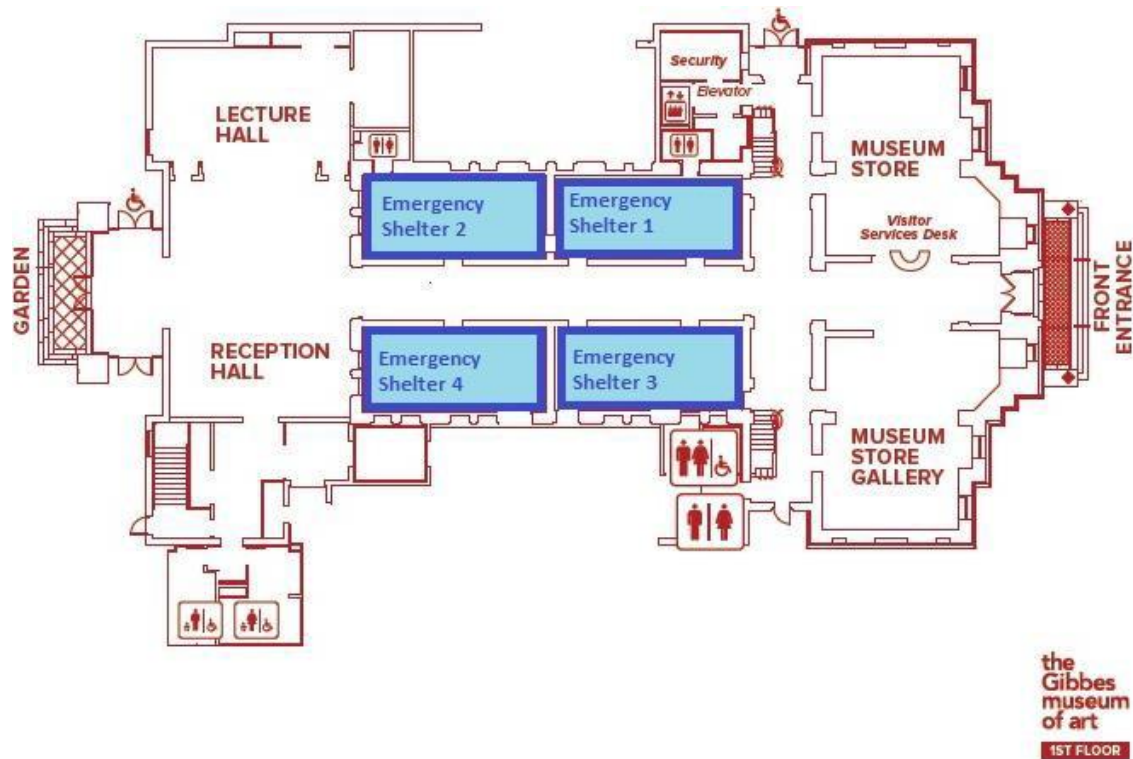 Security
Elevator
LECTURE
HALL
MUSEUM
STORE
Emergency
Shelter 2
Emergency
Shelter 1
Visitor
Services Desk
GARDEN
FRONT
ENTRANCE
RECEPTION
HALL
Emergency
Shelter 4
Emergency
Shelter 3
MUSEUM
STORE
GALLERY
the
Gibbes
museum
of art
1ST FLOOR